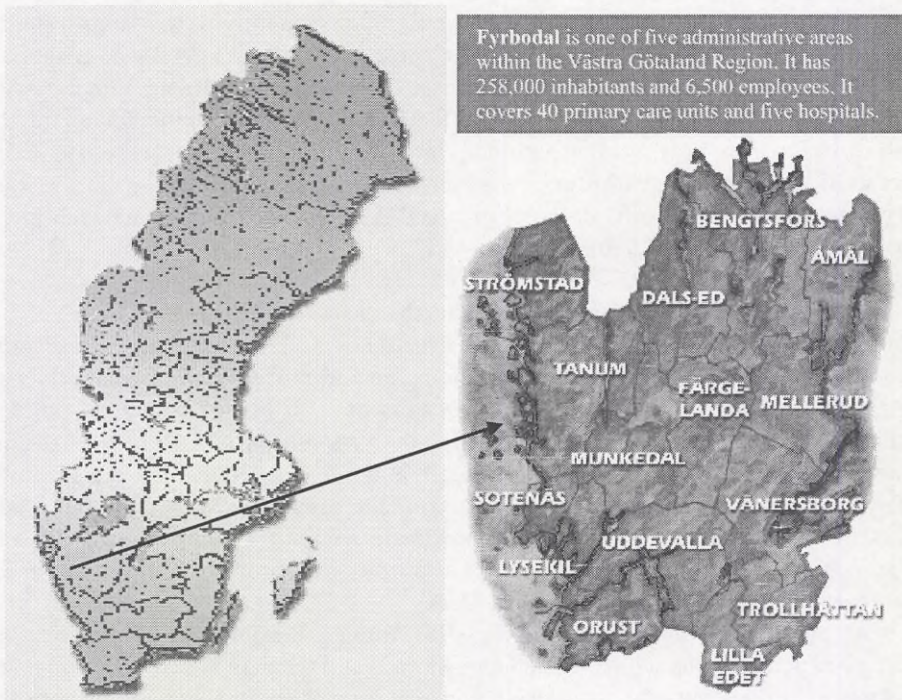 Fyrbodal is one of five administrative areas
within the Västra Götaland Region. It has
258,000 inhabitants and 6,500 employees. It
covers 40 primary care units and five hospitals.
BENGTSFORS
ÅMÅL
STRÖMSTAD
DALS-ED
TANUM
FÄRGE-
LANDA
MELLERUD
MUNKEDAL
SOTENÄS
VÄNERSBORG
UDDEVALLA
LYSEKIL
TROLLHÄTTAN
ORUST
LILLA
EDET